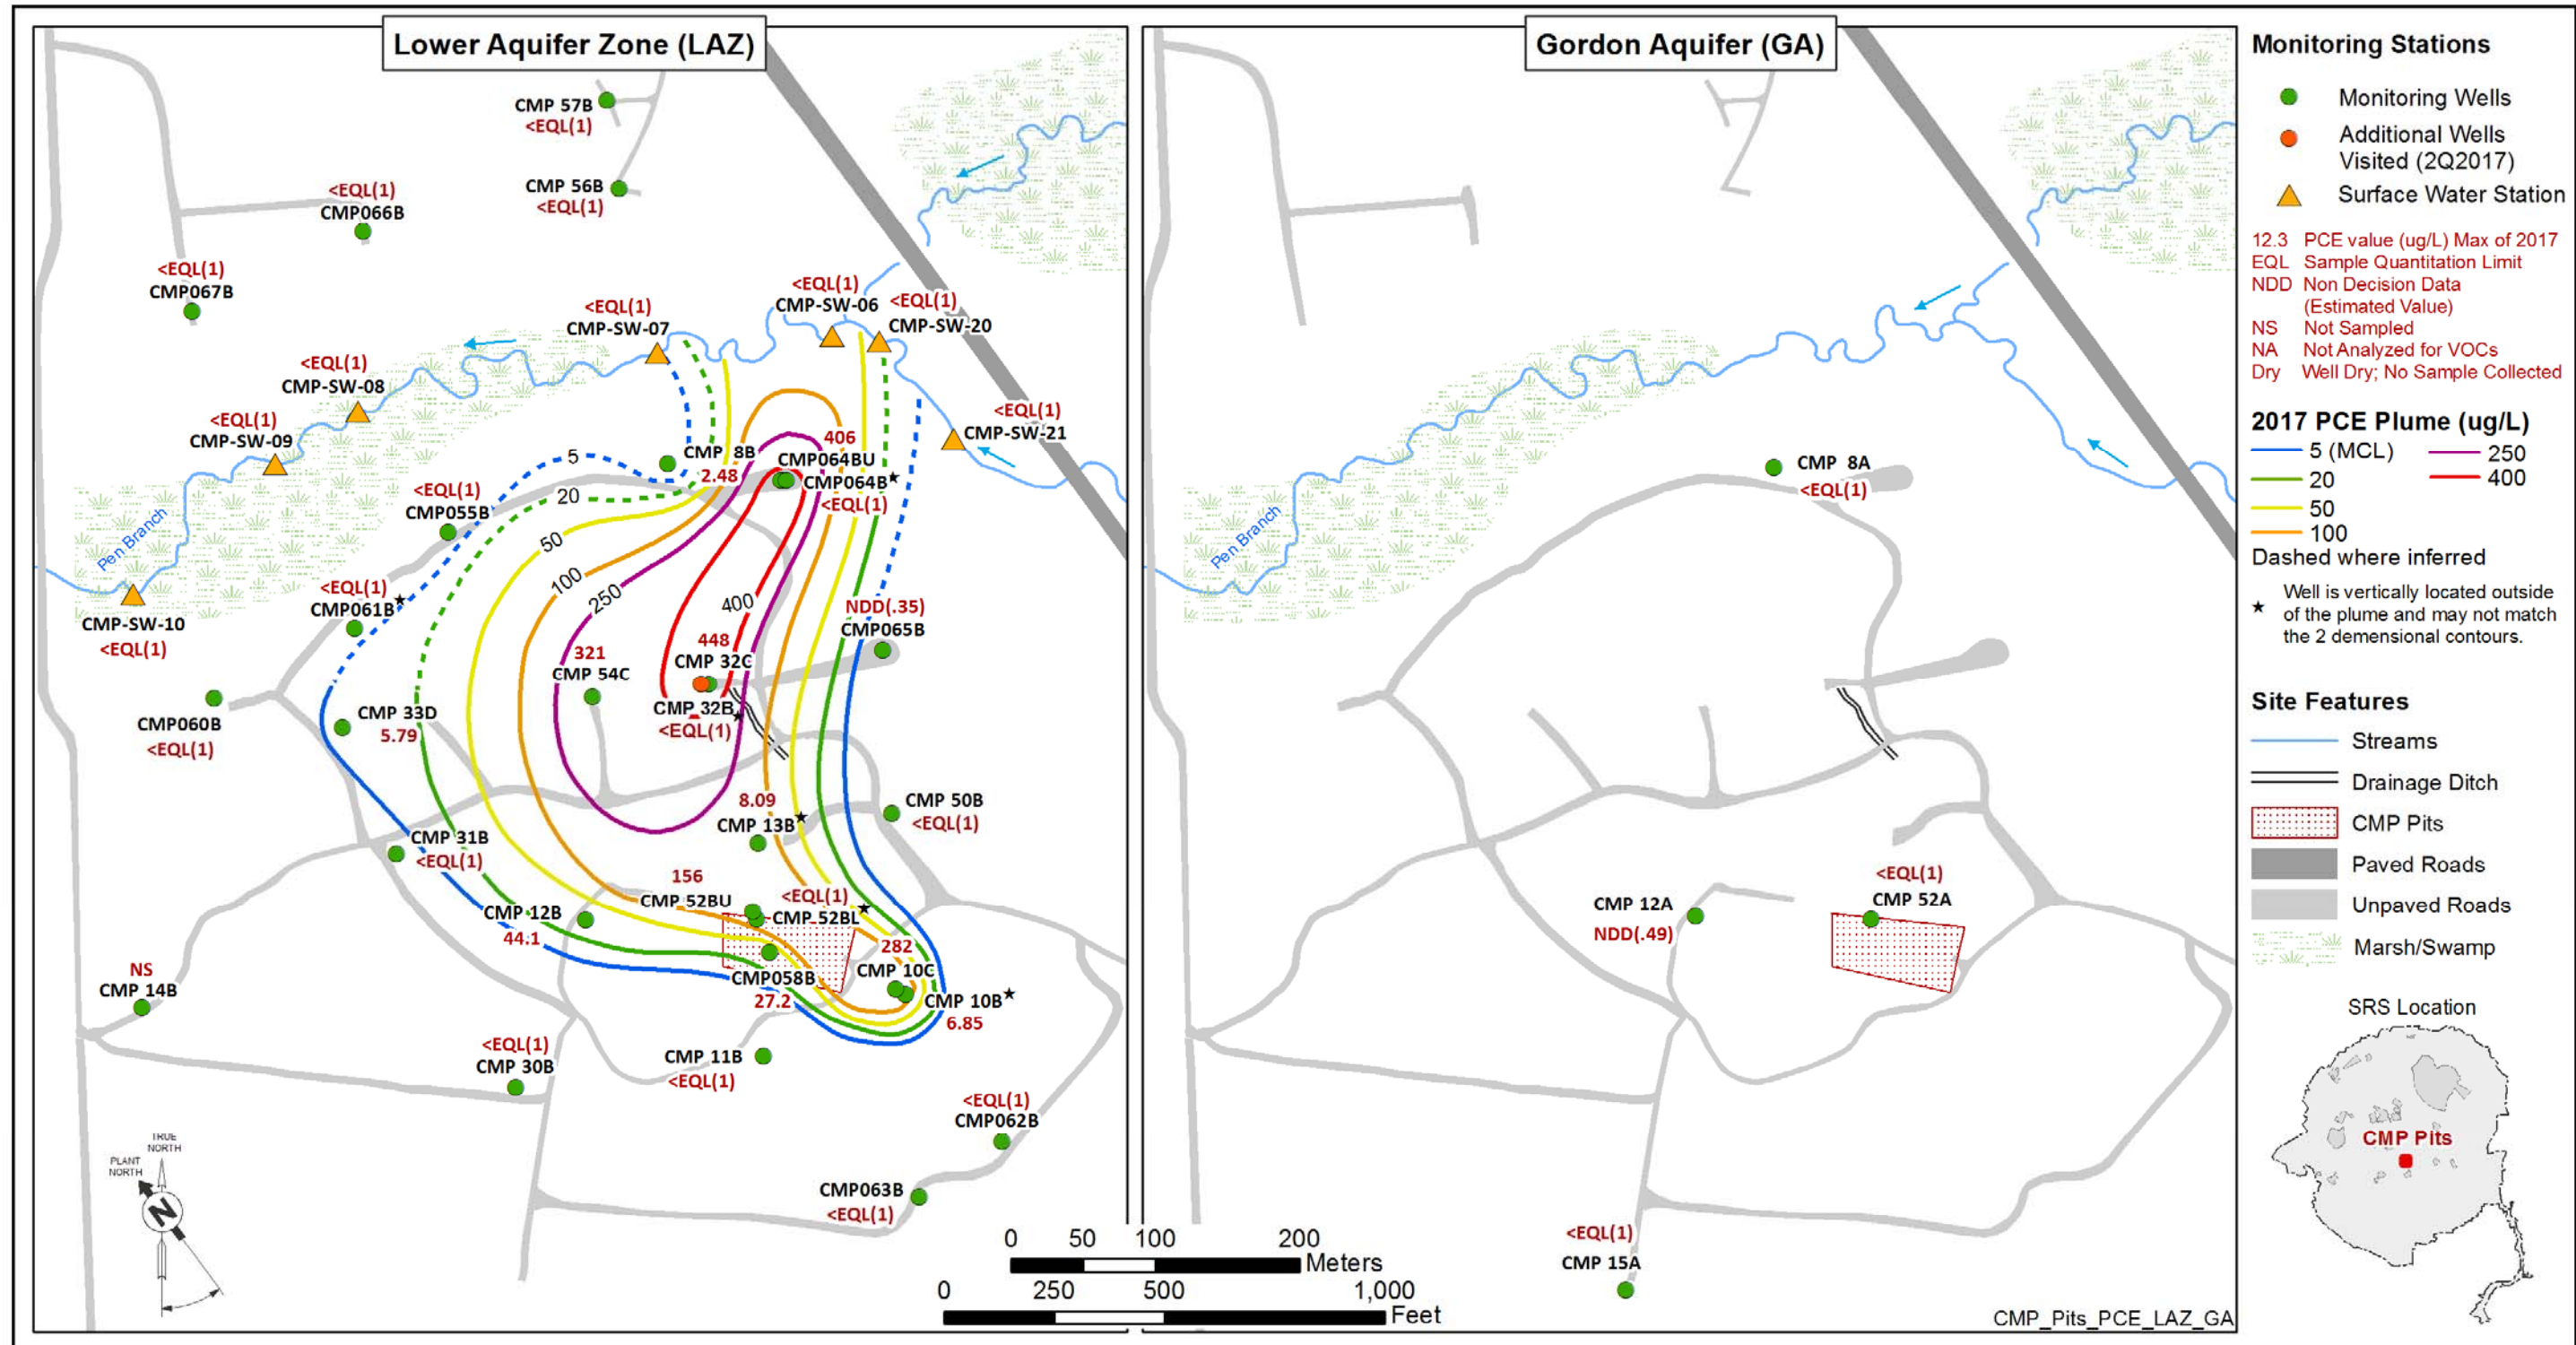 Lower Aquifer Zone (LAZ)
CMP 57B
<EQL(1)
CMP 56B
<EQL(1)
<EQL(1)
CMP066B
<EQL(1)
CMP067B
<EQL(1)
CMP-SW-06
<EQL(1)
CMP-SW-20
<EQL(1)
CMP-SW-07
<EQL(1)
CMP-SW-08
<EQL(1)
CMP-SW-09
<EQL(1)
CMP-SW-21
406
CMP 8B
2.48
CMP064BU
CMP064B★
<EQL(1)
5
20
50
100
250
400
<EQL(1)
CMP055B
Pen Branch
<EQL(1)
CMP061B★
CMP-SW-10
<EQL(1)
NDD(.35)
CMP065B
448
CMP 32C
321
CMP 54C
CMP 32B★
<EQL(1)
CMP060B
<EQL(1)
CMP 33D
5.79
8.09
CMP 13B★
CMP 50B
<EQL(1)
CMP 31B
<EQL(1)
156
CMP 52BU
<EQL(1)
CMP 52BL★
CMP 12B
44.1
282
CMP 10C
CMP058B
27.2
CMP 10B★
6.85
NS
CMP 14B
<EQL(1)
CMP 30B
CMP 11B
<EQL(1)
<EQL(1)
CMP062B
CMP063B
<EQL(1)
TRUE
NORTH
PLANT
NORTH
N
0 50 100 200
Meters
0 250 500 1,000
Feet
Gordon Aquifer (GA)
CMP 8A
<EQL(1)
Pen Branch
<EQL(1)
CMP 52A
CMP 12A
NDD(.49)
<EQL(1)
CMP 15A
CMP_Pits_PCE_LAZ_GA
Monitoring Stations
Monitoring Wells
Additional Wells
Visited (2Q2017)
Surface Water Station
12.3 PCE value (ug/L) Max of 2017
EQL Sample Quantitation Limit
NDD Non Decision Data
(Estimated Value)
NS Not Sampled
NA Not Analyzed for VOCs
Dry Well Dry; No Sample Collected
2017 PCE Plume (ug/L)
5 (MCL) 250
20 400
50
100
Dashed where inferred
★ Well is vertically located outside
of the plume and may not match
the 2 demensional contours.
Site Features
Streams
Drainage Ditch
CMP Pits
Paved Roads
Unpaved Roads
Marsh/Swamp
SRS Location
CMP Pits